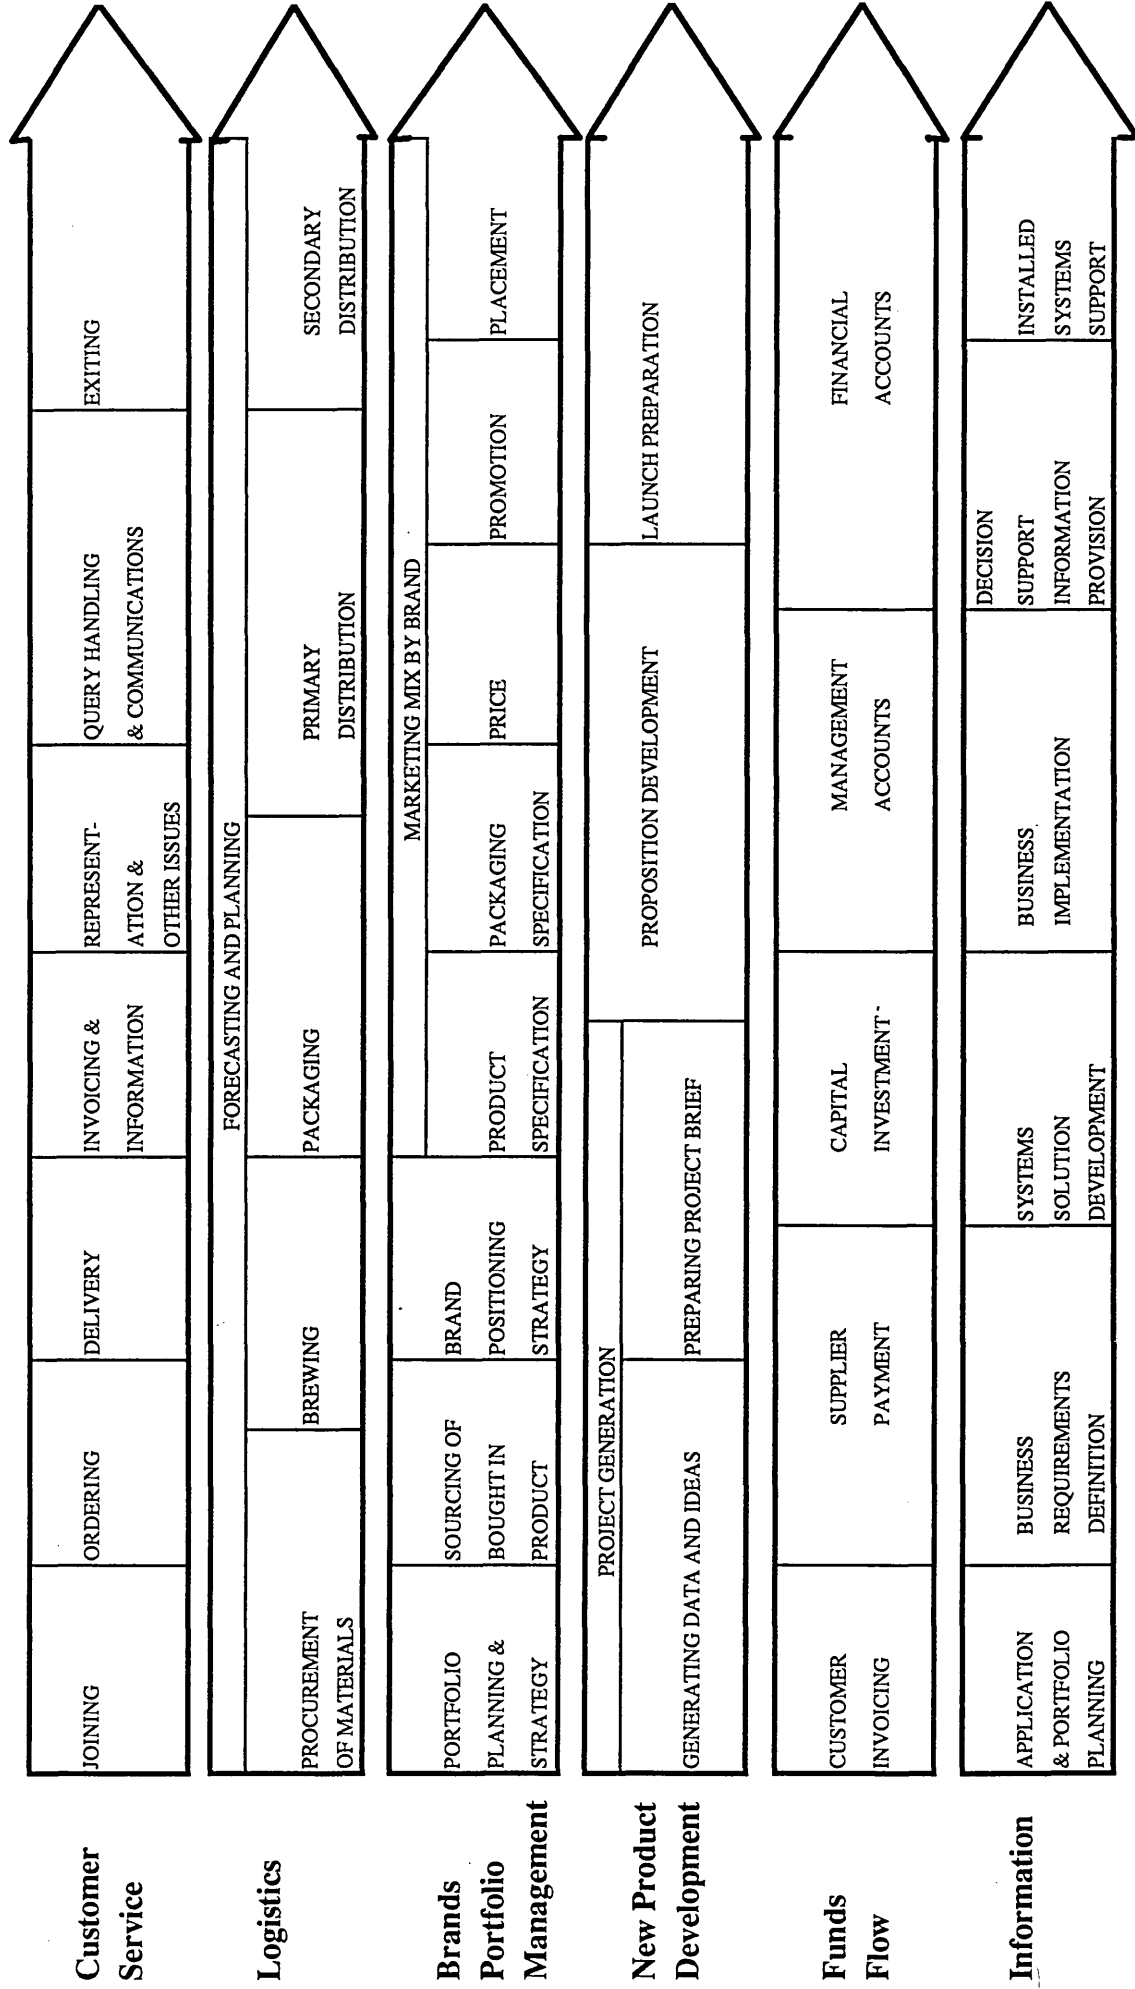 Customer
Service
JOINING
ORDERING
DELIVERY
INVOICING &
INFORMATION
REPRESENT-
ATION &
OTHER ISSUES
QUERY HANDLING
& COMMUNICATIONS
EXITING
Logistics
FORECASTING AND PLANNING
PROCUREMENT
OF MATERIALS
BREWING
PACKAGING
PRIMARY
DISTRIBUTION
SECONDARY
DISTRIBUTION
Brands
Portfolio
Management
PORTFOLIO
PLANNING &
STRATEGY
SOURCING OF
BOUGHT IN
PRODUCT
BRAND
POSITIONING
STRATEGY
MARKETING MIX BY BRAND
PRODUCT
SPECIFICATION
PACKAGING
SPECIFICATION
PRICE
PROMOTION
PLACEMENT
New Product
Development
PROJECT GENERATION
GENERATING DATA AND IDEAS
PREPARING PROJECT BRIEF
PROPOSITION DEVELOPMENT
LAUNCH PREPARATION
Funds
Flow
CUSTOMER
INVOICING
SUPPLIER
PAYMENT
CAPITAL
INVESTMENT
MANAGEMENT
ACCOUNTS
FINANCIAL
ACCOUNTS
Information
APPLICATION
& PORTFOLIO
PLANNING
BUSINESS
REQUIREMENTS
DEFINITION
SYSTEMS
SOLUTION
DEVELOPMENT
BUSINESS
IMPLEMENTATION
DECISION
SUPPORT
INFORMATION
PROVISION
INSTALLED
SYSTEMS
SUPPORT